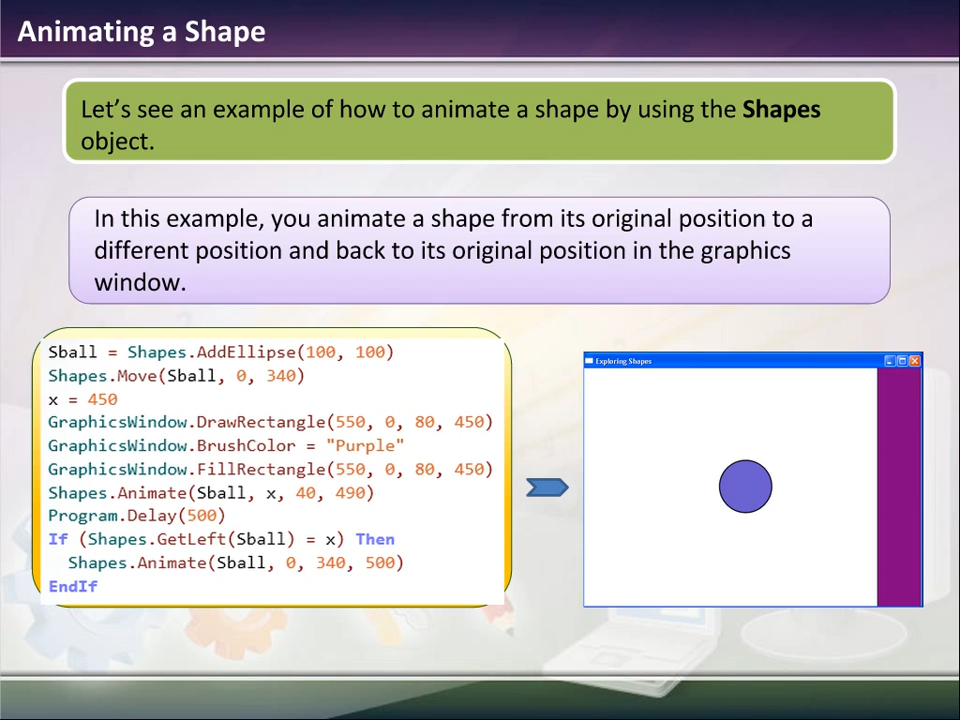 Animating a Shape
Let’s see an example of how to animate a shape by using the Shapes
object.
In this example, you animate a shape from its original position to a
different position and back to its original position in the graphics
window.
Sball = Shapes.AddEllipse(100, 100)
Shapes.Move(Sball, 0, 340)
x = 450
GraphicsWindow.DrawRectangle(550, 0, 80, 450)
GraphicsWindow.BrushColor = "Purple"
GraphicsWindow.FillRectangle(550, 0, 80, 450)
Shapes.Animate(Sball, x, 40, 490)
Program.Delay(500)
If (Shapes.GetLeft(Sball) = x) Then
  Shapes.Animate(Sball, 0, 340, 500)
EndIf
Exploring Shapes